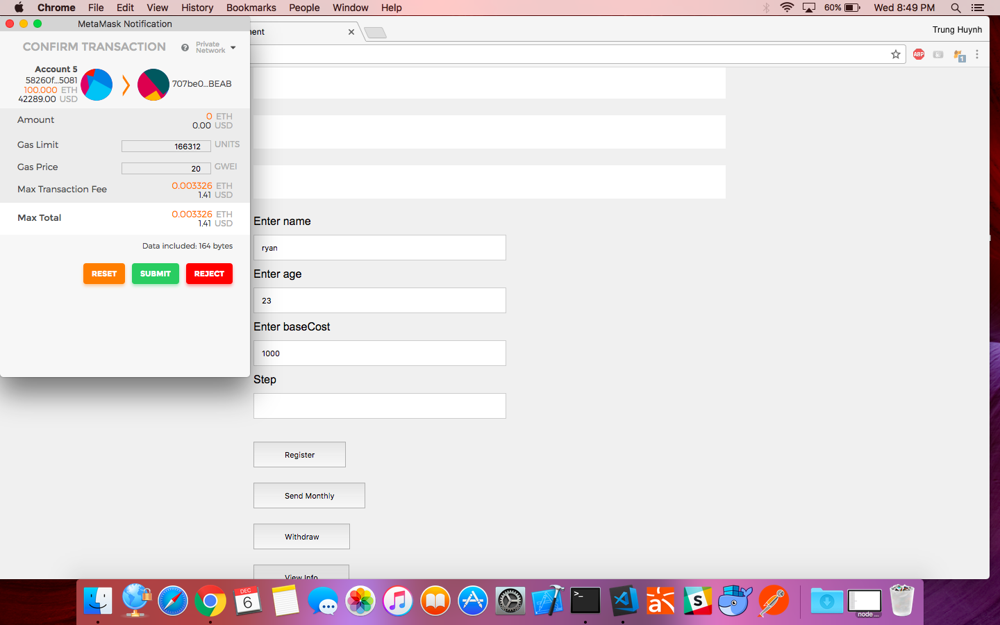 Chrome File Edit View History Bookmarks People Window Help 60% Wed 8:49 PM
MetaMask Notification
CONFIRM TRANSACTION
?
Private
Network
Account 5
58260f...5081
100.000 ETH
42289.00 USD
707be0...BEAB
Amount
0 ETH
0.00 USD
Gas Limit
166312 UNITS
Gas Price
20 GWEI
Max Transaction Fee
0.003326 ETH
1.41 USD
Max Total
0.003326 ETH
1.41 USD
Data included: 164 bytes
RESET SUBMIT REJECT
nent
Trung Huynh
ABP
1
Enter name
ryan
Enter age
23
Enter baseCost
1000
Step
Register
Send Monthly
Withdraw
View Info
DEC
6
>_
node ...